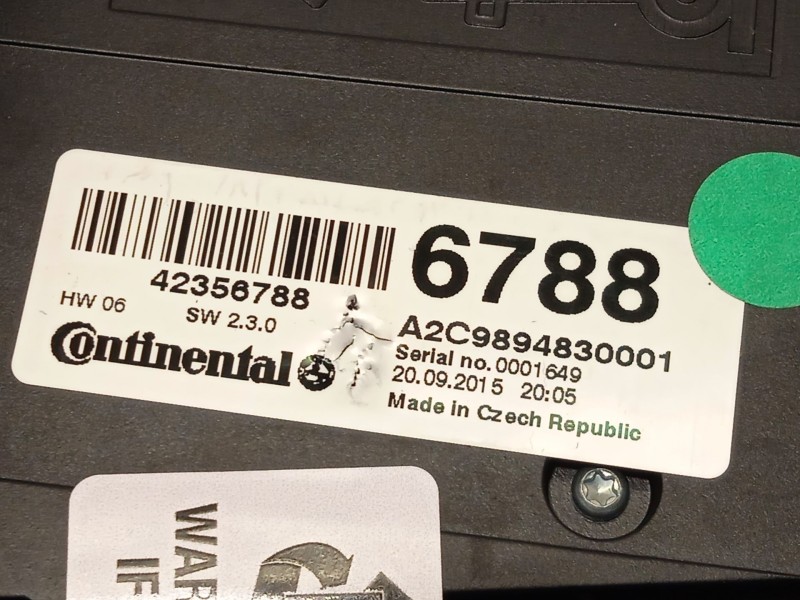 42356788
6788
HW 06
SW 2.3.0
Continental
A2C9894830001
Serial no. 0001649
20.09.2015 20:05
Made in Czech Republic
WAR
IF